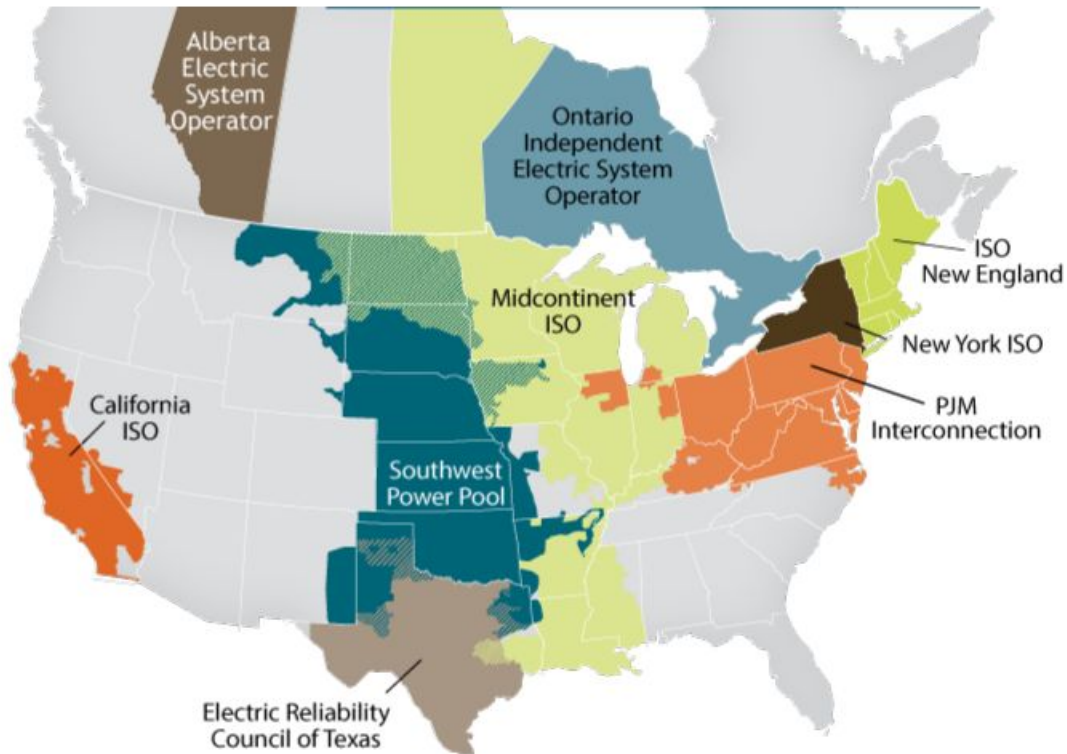 Alberta
Electric
System
Operator
Ontario
Independent
Electric System
Operator
ISO
New England
Midcontinent
ISO
New York ISO
California
ISO
PJM
Interconnection
Southwest
Power Pool
Electric Reliability
Council of Texas